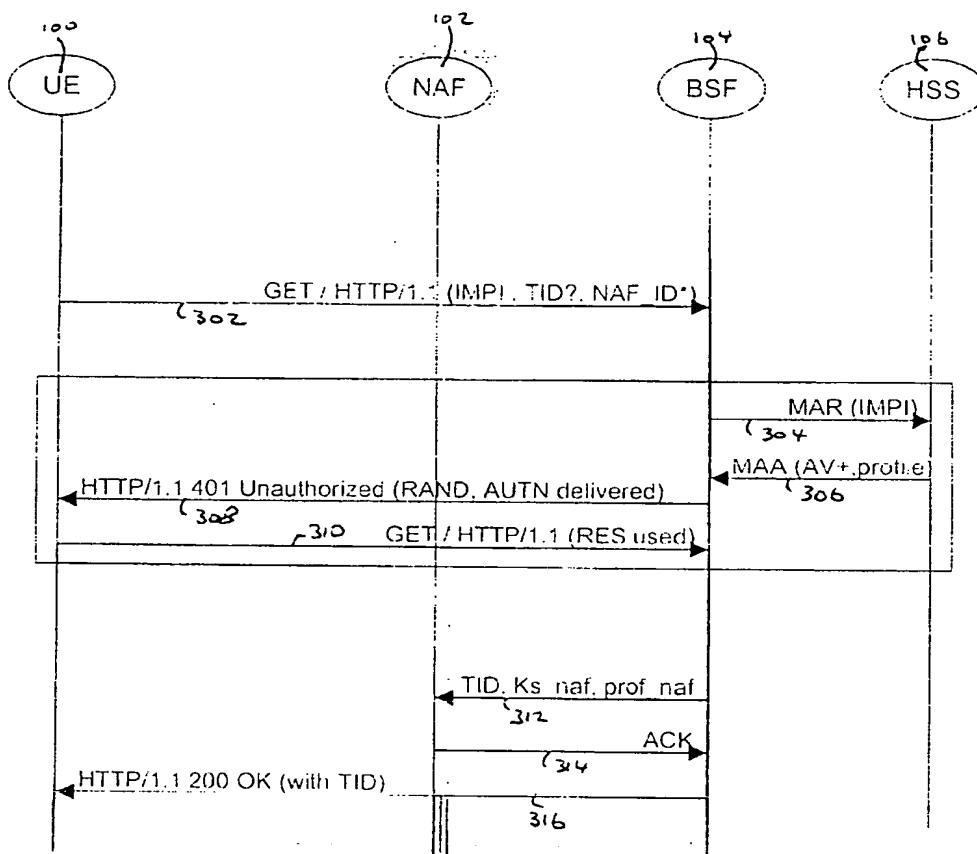 100 102 104 106
UE NAF BSF HSS
GET / HTTP/1.1 (IMPI, TID?, NAF_ID*)
302
MAR (IMPI)
304
MAA (AV+,profile)
306
HTTP/1.1 401 Unauthorized (RAND, AUTN delivered)
308
310 GET / HTTP/1.1 (RES used)
TID, Ks_naf, prof_naf
312
ACK
314
HTTP/1.1 200 OK (with TID)
316